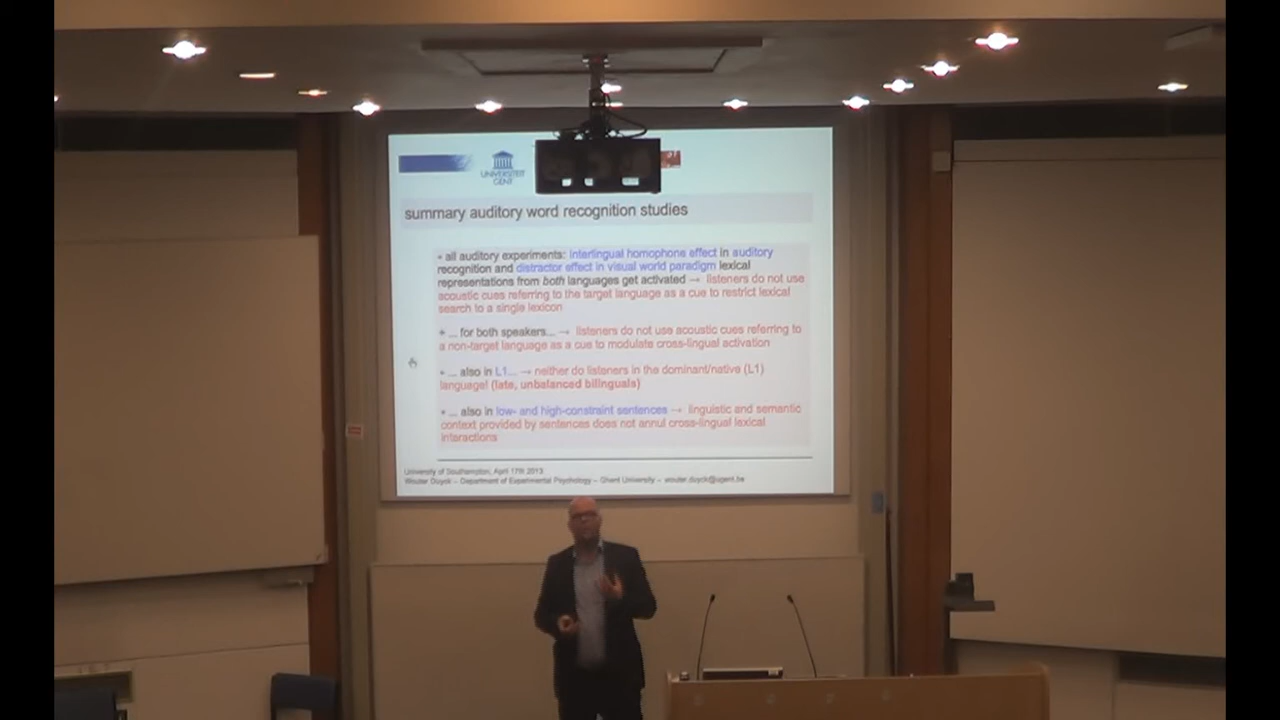 UNIVERSITEIT
GENT
summary auditory word recognition studies
• all auditory experiments: interlingual homophone effect in auditory
recognition and distractor effect in visual world paradigm lexical
representations from both languages get activated → listeners do not use
acoustic cues referring to the target language as a cue to restrict lexical
search to a single lexicon
• ... for both speakers... → listeners do not use acoustic cues referring to
a non-target language as a cue to modulate cross-lingual activation
• ... also in L1... → neither do listeners in the dominant/native (L1)
language! (late, unbalanced bilinguals)
• ... also in low- and high-constraint sentences → linguistic and semantic
context provided by sentences does not annul cross-lingual lexical
interactions
University of Southampton, April 17th 2013
Wouter Duyck – Department of Experimental Psychology – Ghent University – wouter.duyck@ugent.be